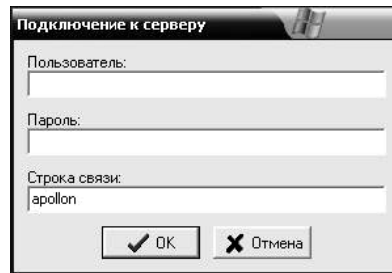 Подключение к серверу
Пользователь:
Пароль:
Строка связи:
apollon
OK
Отмена